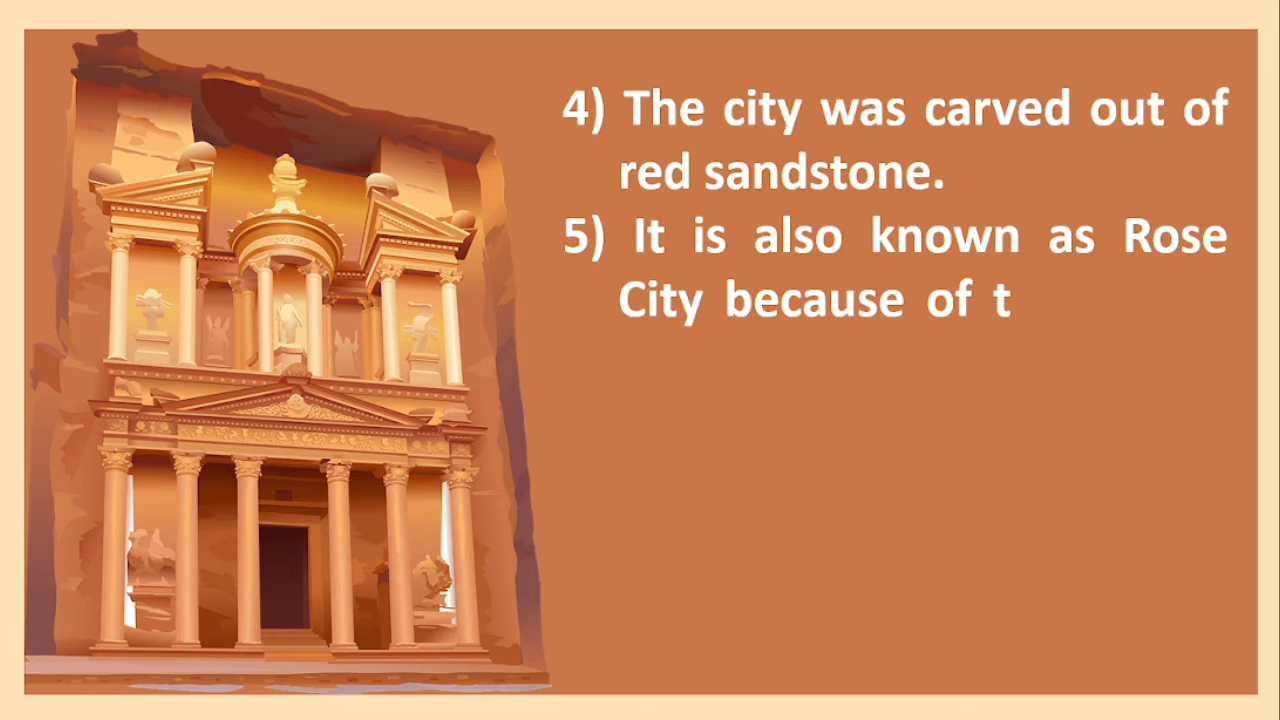 4) The city was carved out of
red sandstone.
5) It is also known as Rose
City because of t